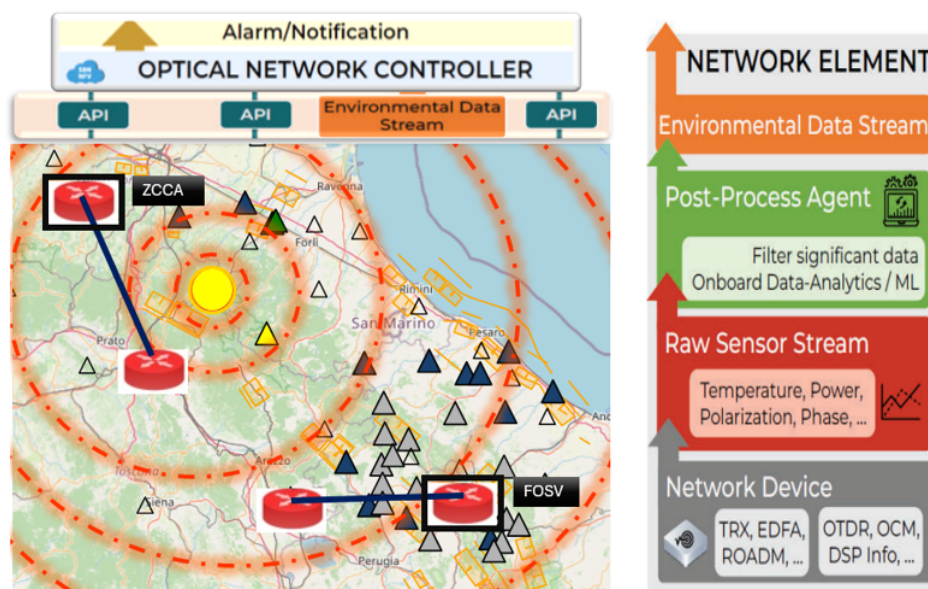 Alarm/Notification
SDN
NFV
OPTICAL NETWORK CONTROLLER
API
API
Environmental Data
Stream
API
ZCCA
Ravenna
Forlì
Rimini
San Marino
Pesaro
Prato
Arezzo
Toscana
Siena
FOSV
Perugia
NETWORK ELEMENT
Environmental Data Stream
Post-Process Agent
Filter significant data
Onboard Data-Analytics / ML
Raw Sensor Stream
Temperature, Power,
Polarization, Phase, ...
Network Device
TRX, EDFA,
ROADM, ...
OTDR, OCM,
DSP Info, ...